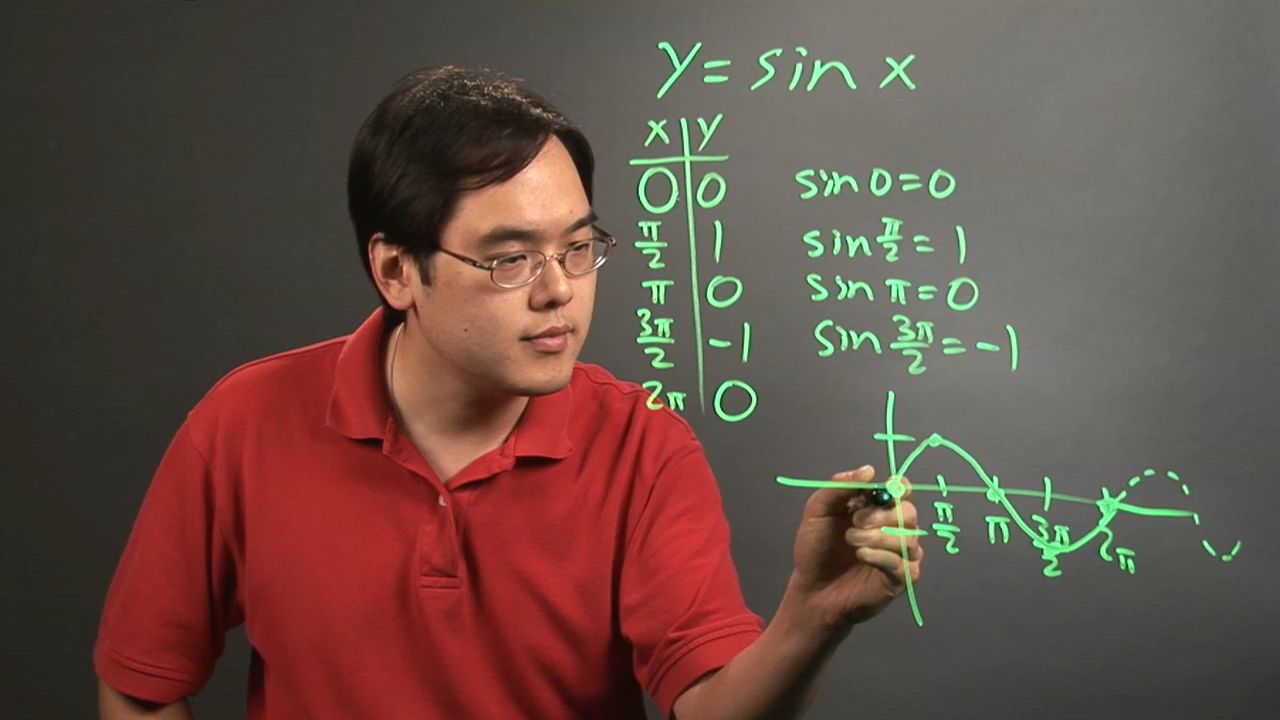 y = sin x
x y
0 0 sin 0 = 0
π/2 1 sin π/2 = 1
π 0 sin π = 0
3π/2 -1 sin 3π/2 = -1
2π 0
π/2 π 3π/2 2π